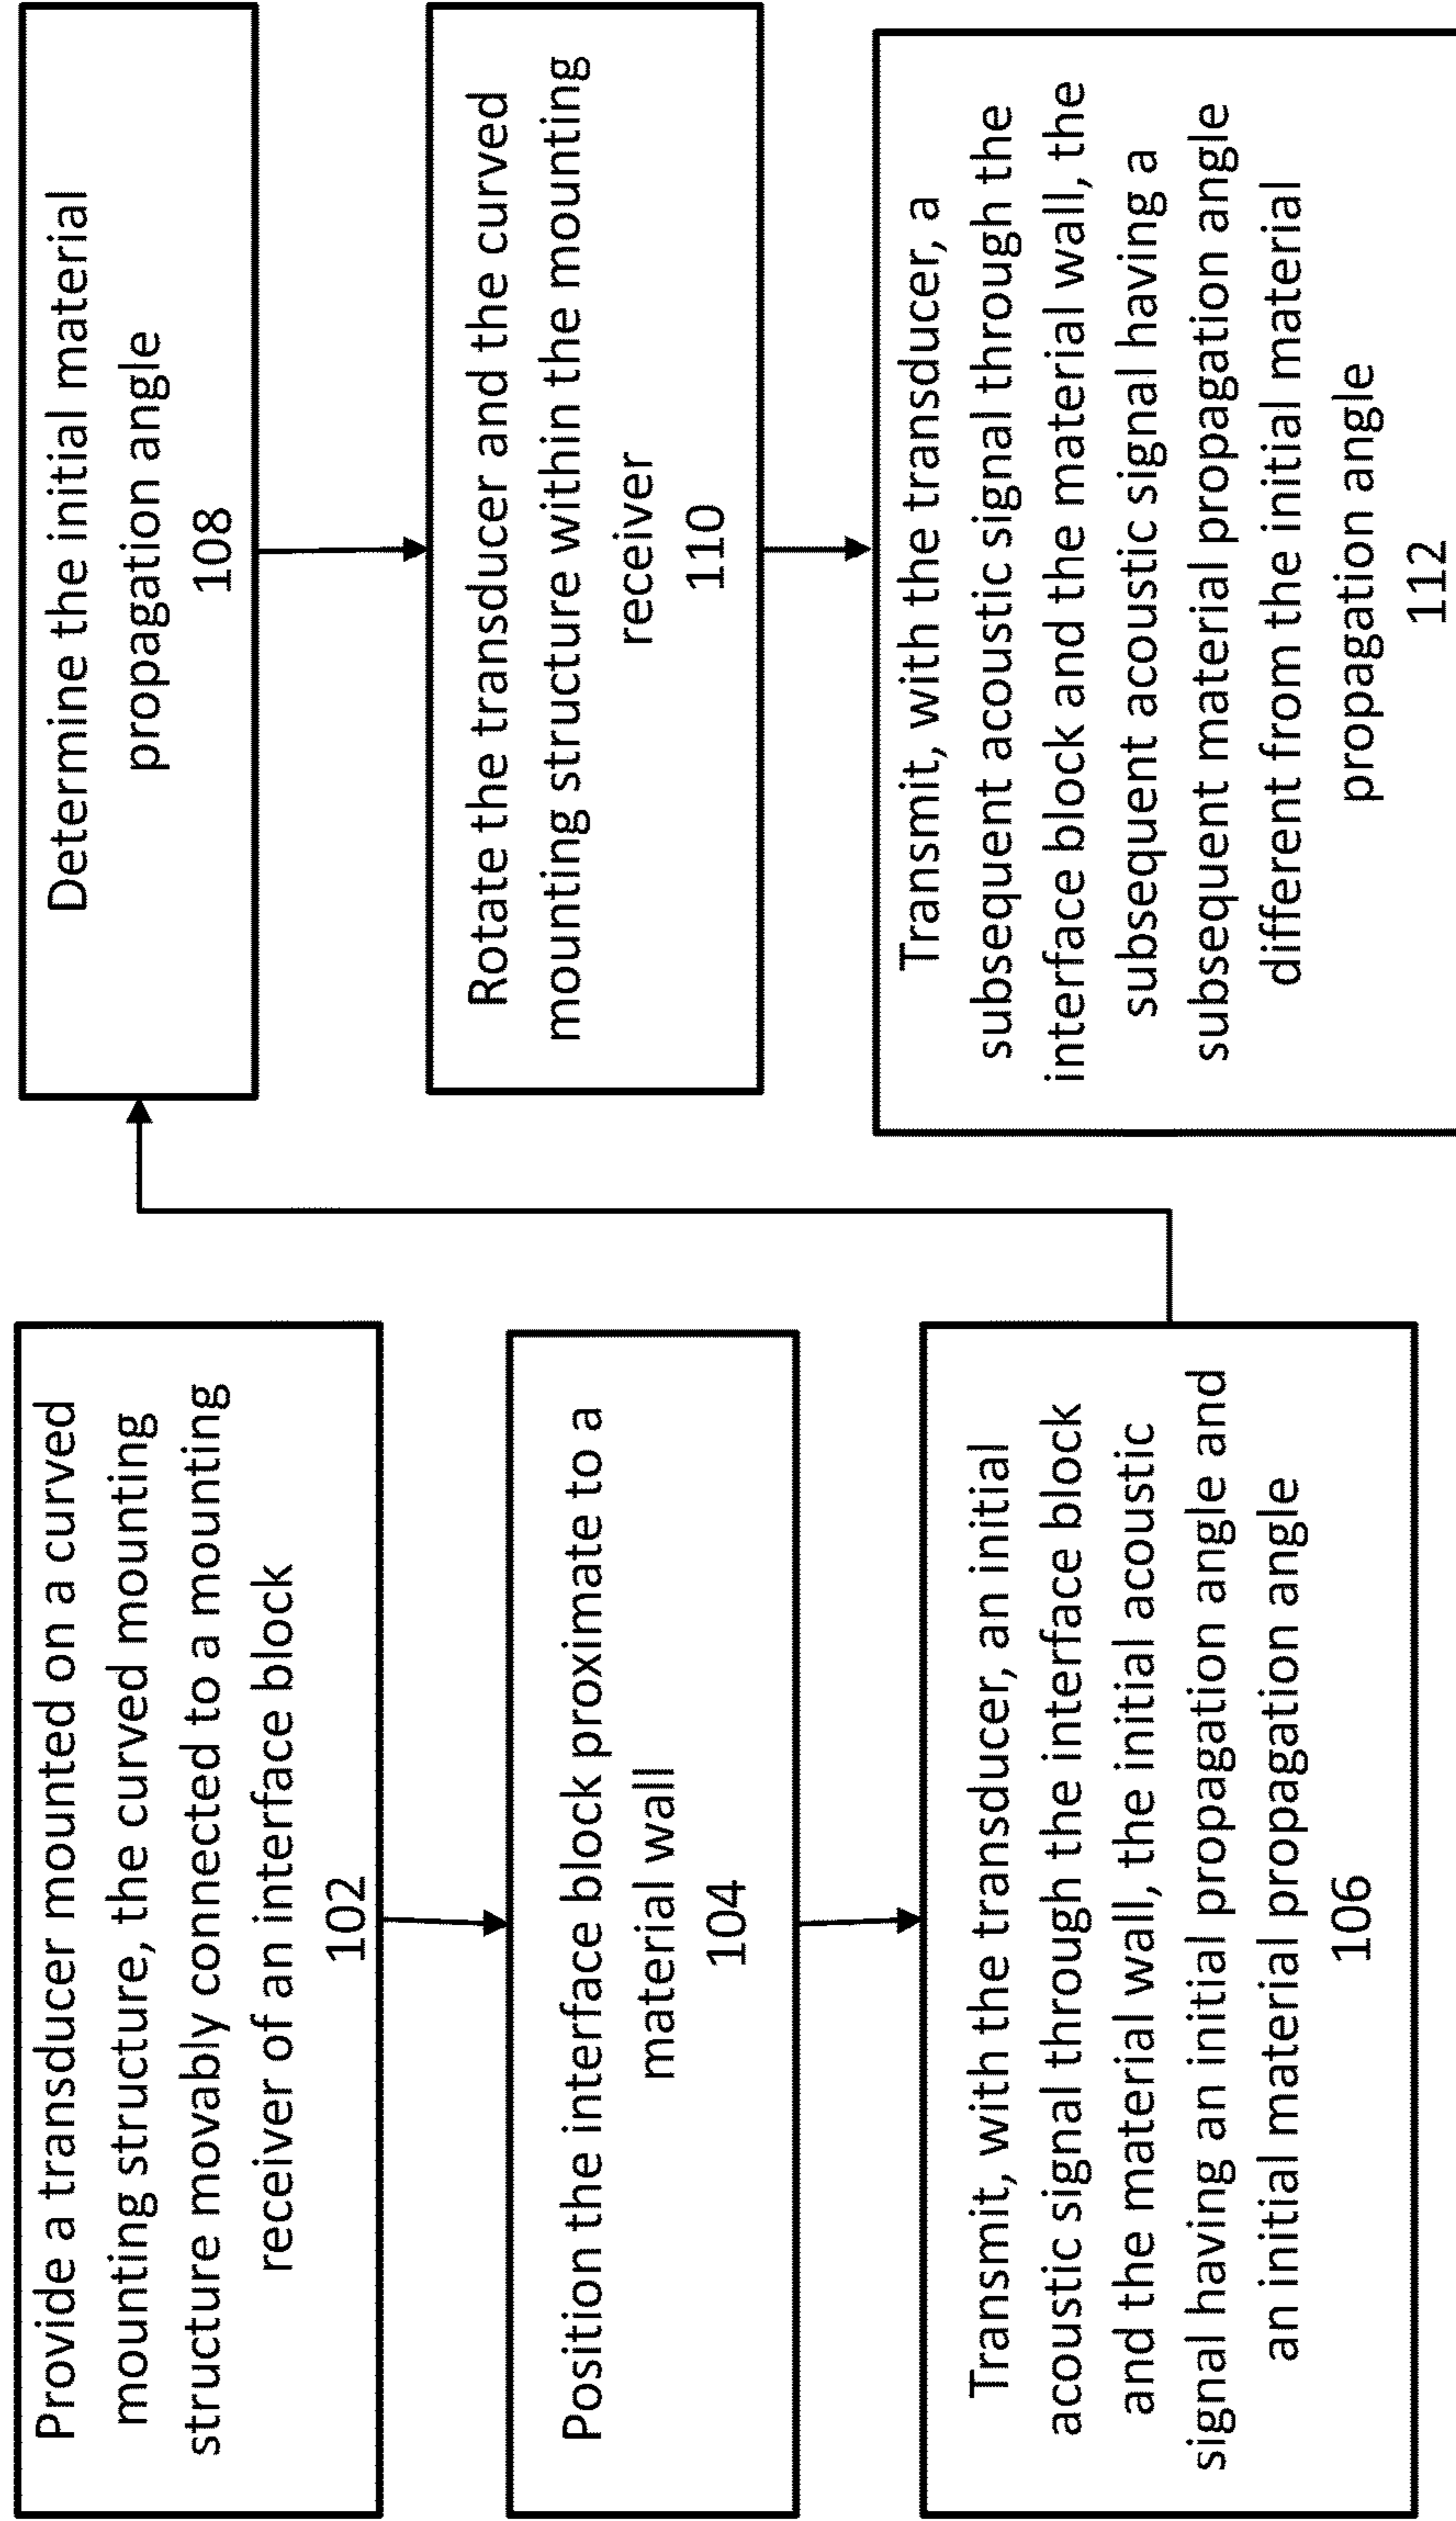 Provide a transducer mounted on a curved
mounting structure, the curved mounting
structure movably connected to a mounting
receiver of an interface block
102
Position the interface block proximate to a
material wall
104
Transmit, with the transducer, an initial
acoustic signal through the interface block
and the material wall, the initial acoustic
signal having an initial propagation angle and
an initial material propagation angle
106
Determine the initial material
propagation angle
108
Rotate the transducer and the curved
mounting structure within the mounting
receiver
110
Transmit, with the transducer, a
subsequent acoustic signal through the
interface block and the material wall, the
subsequent acoustic signal having a
subsequent material propagation angle
different from the initial material
propagation angle
112